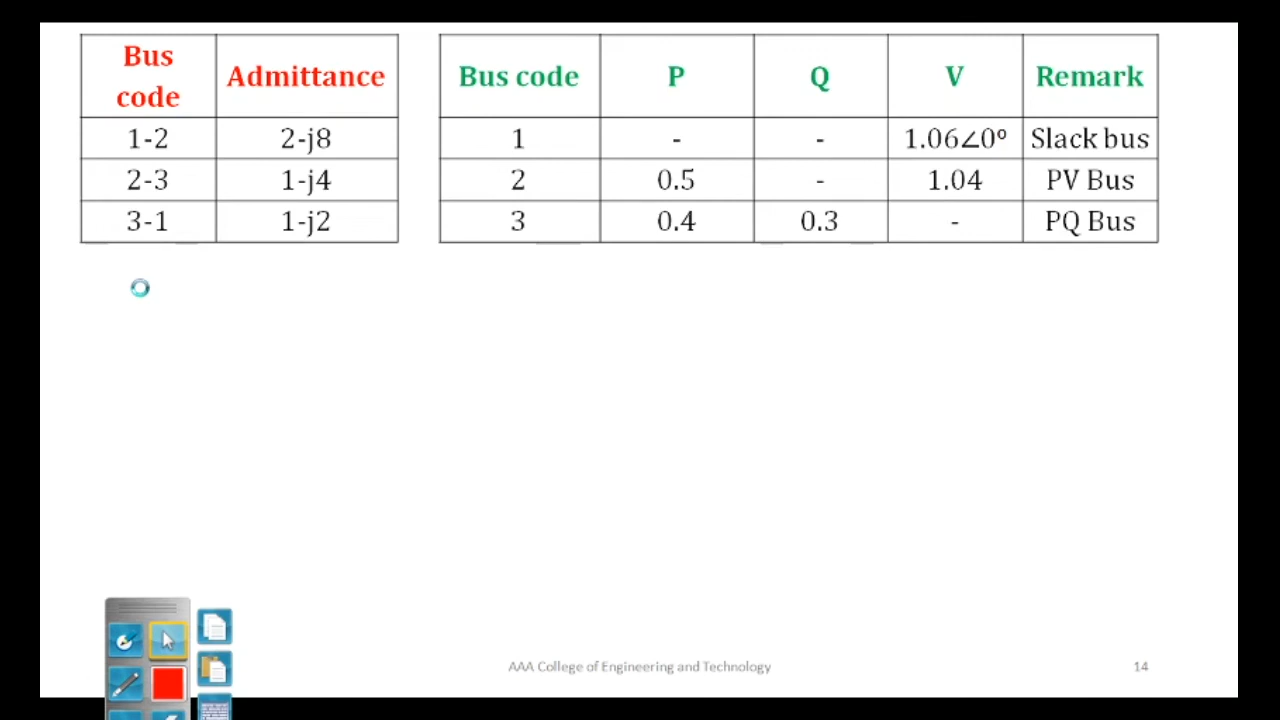 Bus code Admittance
1-2 2-j8
2-3 1-j4
3-1 1-j2
Bus code P Q V Remark
1 - - 1.06∠0º Slack bus
2 0.5 - 1.04 PV Bus
3 0.4 0.3 - PQ Bus
AAA College of Engineering and Technology
14